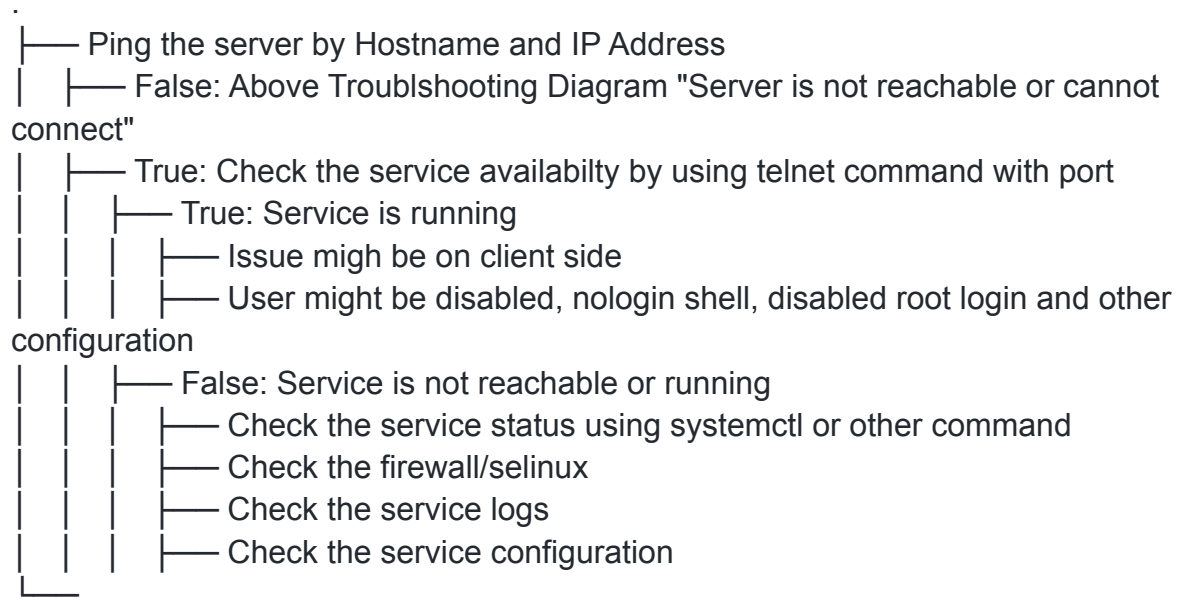 .
├── Ping the server by Hostname and IP Address
│   ├── False: Above Troublshooting Diagram "Server is not reachable or cannot
connect"
│   ├── True: Check the service availabilty by using telnet command with port
│   │   ├── True: Service is running
│   │   │   ├── Issue migh be on client side
│   │   │   ├── User might be disabled, nologin shell, disabled root login and other
configuration
│   │   ├── False: Service is not reachable or running
│   │   │   ├── Check the service status using systemctl or other command
│   │   │   ├── Check the firewall/selinux
│   │   │   ├── Check the service logs
│   │   │   ├── Check the service configuration
└──